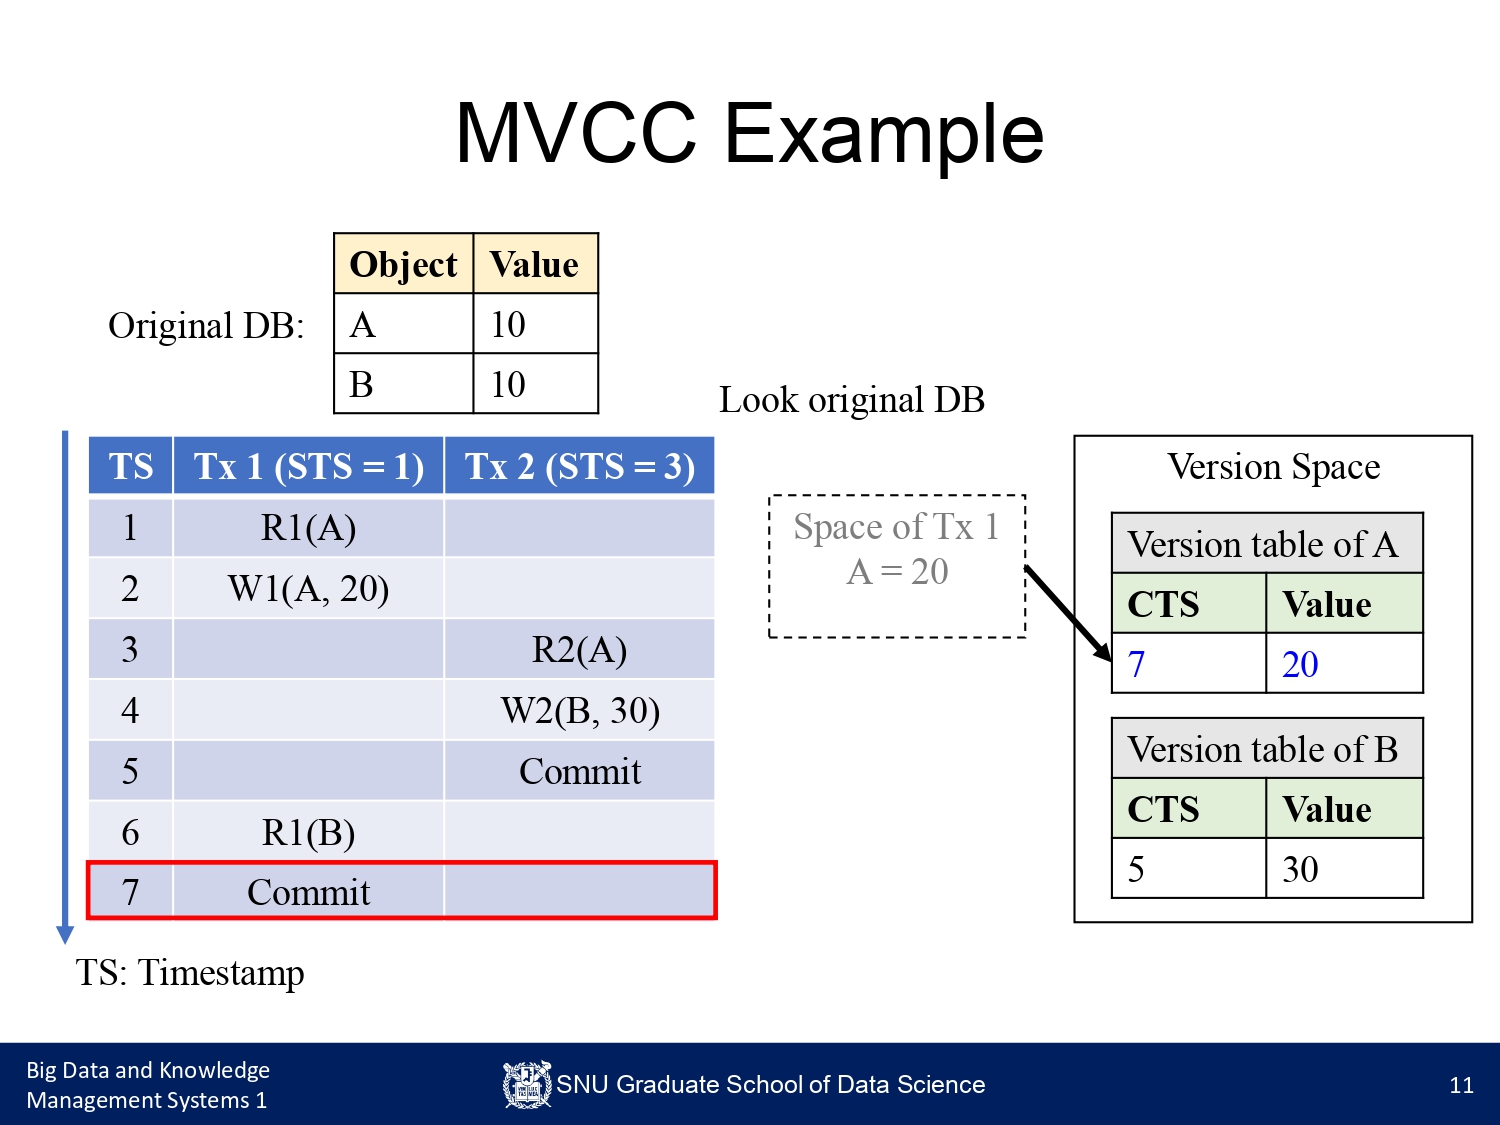 MVCC Example
Original DB:
Object Value
A 10
B 10
Look original DB
TS Tx 1 (STS = 1) Tx 2 (STS = 3)
1 R1(A)
2 W1(A, 20)
3 R2(A)
4 W2(B, 30)
5 Commit
6 R1(B)
7 Commit
TS: Timestamp
Space of Tx 1
A = 20
Version Space
Version table of A
CTS Value
7 20
Version table of B
CTS Value
5 30
Big Data and Knowledge
Management Systems 1
SNU Graduate School of Data Science
11